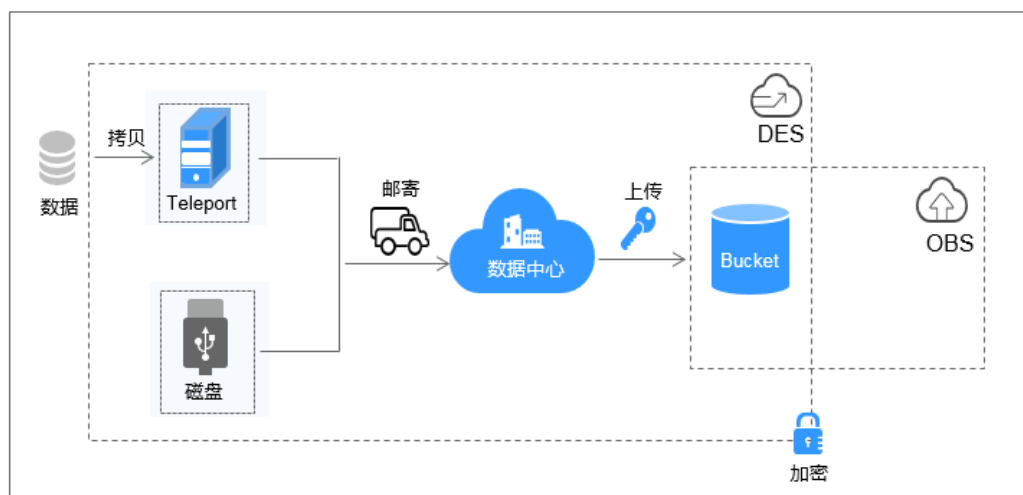 DES
拷贝
数据
Teleport
邮寄
上传
数据中心
Bucket
OBS
磁盘
加密